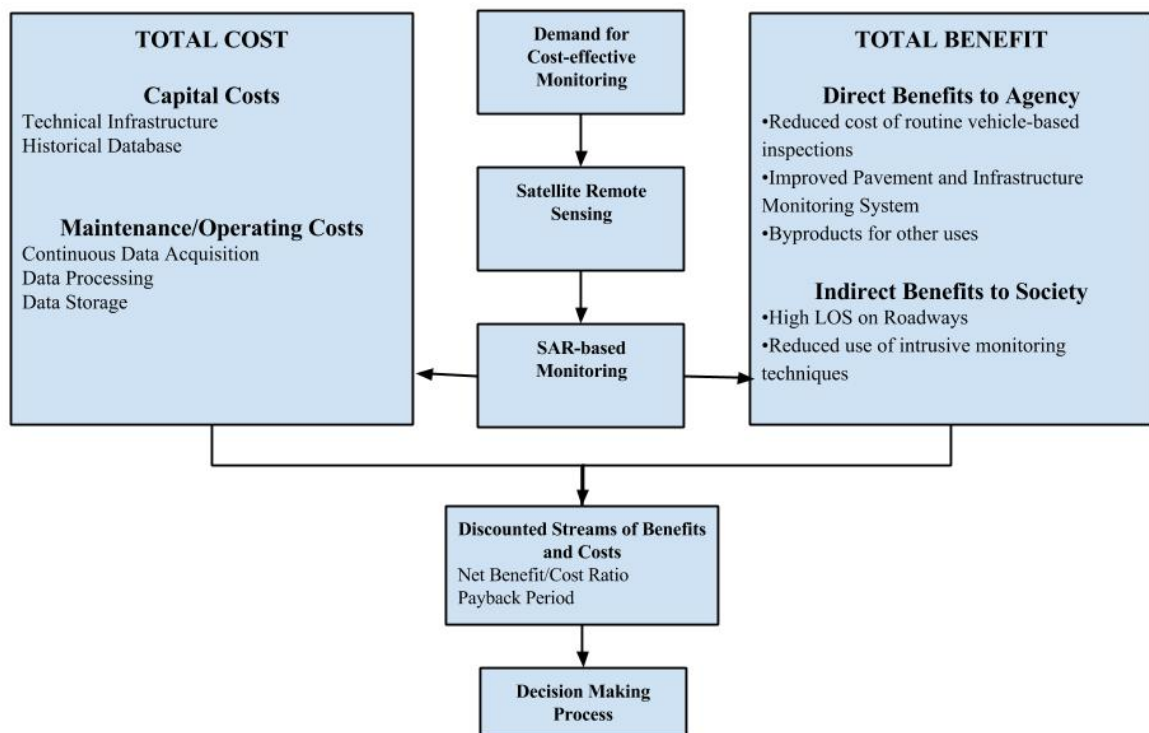 TOTAL COST
Capital Costs
Technical Infrastructure
Historical Database
Maintenance/Operating Costs
Continuous Data Acquisition
Data Processing
Data Storage
Demand for
Cost-effective
Monitoring
Satellite Remote
Sensing
SAR-based
Monitoring
TOTAL BENEFIT
Direct Benefits to Agency
•Reduced cost of routine vehicle-based
inspections
•Improved Pavement and Infrastructure
Monitoring System
•Byproducts for other uses
Indirect Benefits to Society
•High LOS on Roadways
•Reduced use of intrusive monitoring
techniques
Discounted Streams of Benefits
and Costs
Net Benefit/Cost Ratio
Payback Period
Decision Making
Process